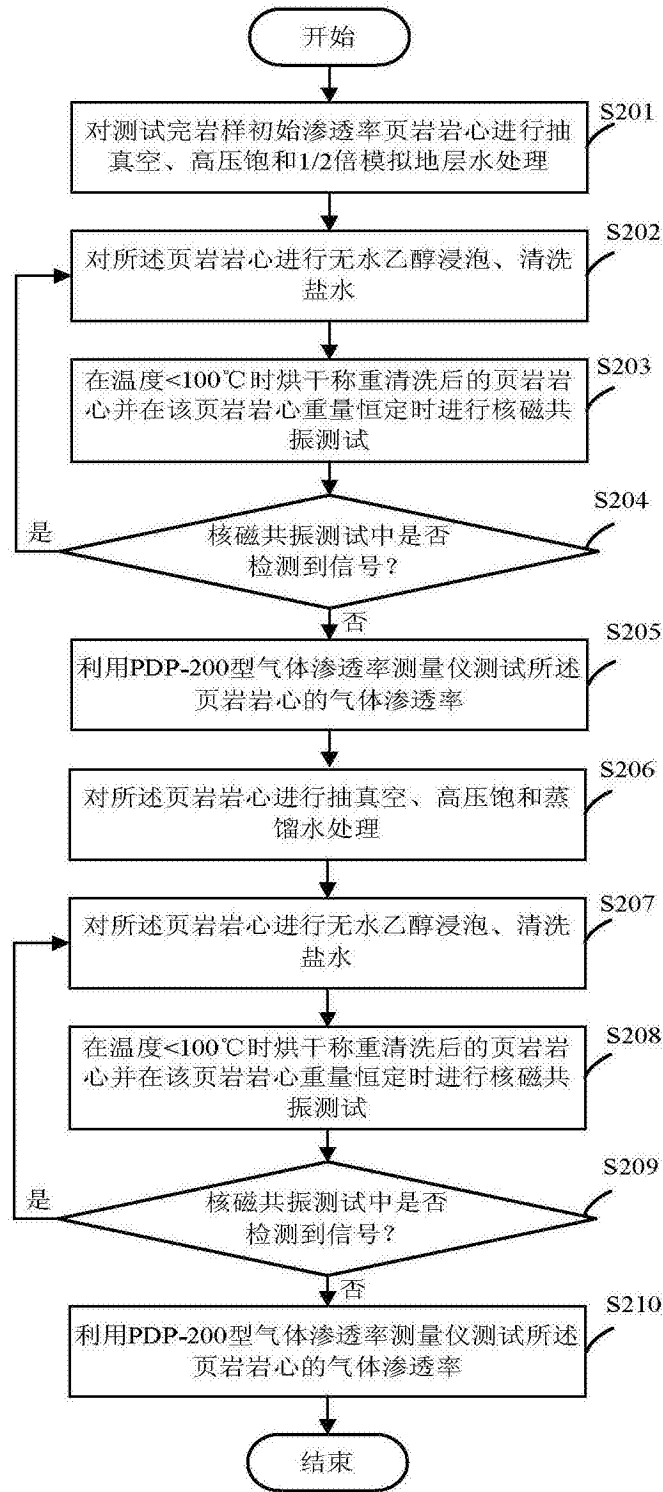 开始
S201
对测试完岩样初始渗透率页岩岩心进行抽
真空、高压饱和1/2倍模拟地层水处理
S202
对所述页岩岩心进行无水乙醇浸泡、清洗
盐水
S203
在温度<100℃时烘干称重清洗后的页岩岩
心并在该页岩岩心重量恒定时进行核磁共
振测试
S204
是
核磁共振测试中是否
检测到信号？
否
S205
利用PDP-200型气体渗透率测量仪测试所述
页岩岩心的气体渗透率
S206
对所述页岩岩心进行抽真空、高压饱和蒸
馏水处理
S207
对所述页岩岩心进行无水乙醇浸泡、清洗
盐水
S208
在温度<100℃时烘干称重清洗后的页岩岩
心并在该页岩岩心重量恒定时进行核磁共
振测试
S209
是
核磁共振测试中是否
检测到信号？
否
S210
利用PDP-200型气体渗透率测量仪测试所述
页岩岩心的气体渗透率
结束